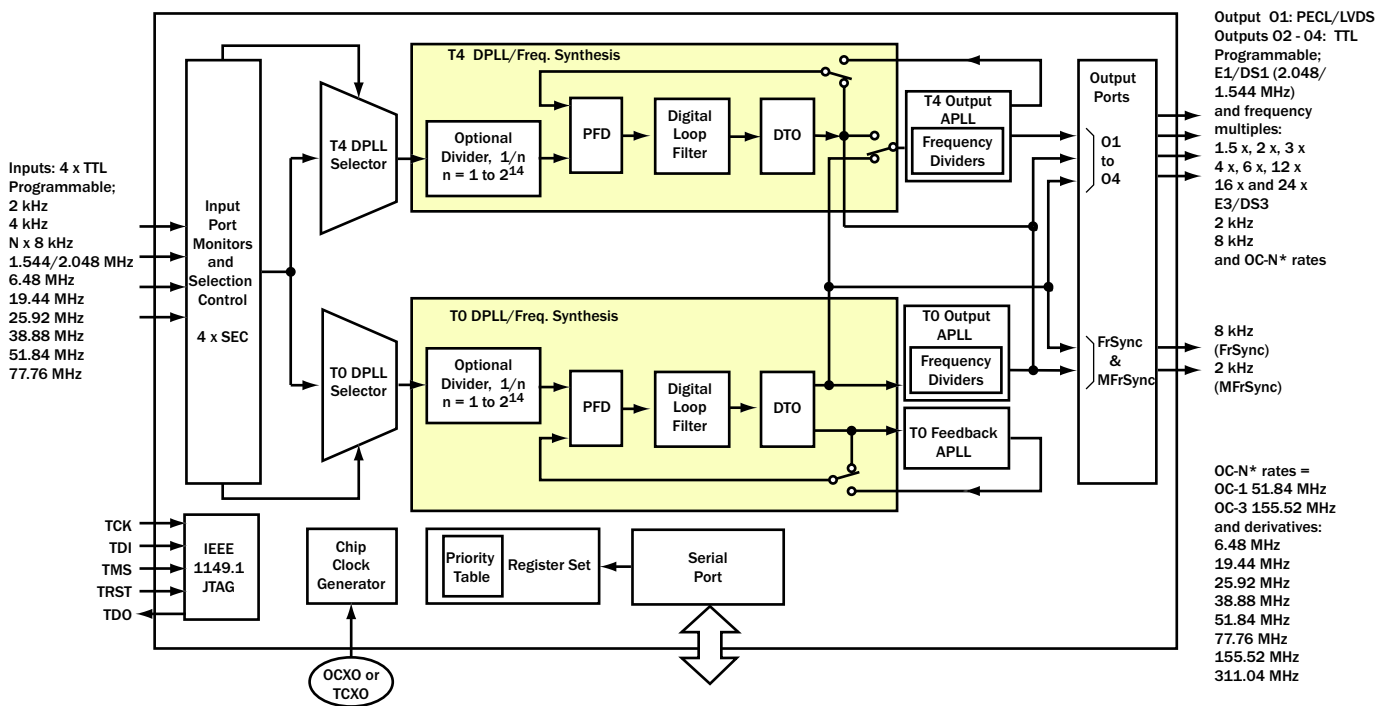 Inputs: 4 x TTL
Programmable;
2 kHz
4 kHz
N x 8 kHz
1.544/2.048 MHz
6.48 MHz
19.44 MHz
25.92 MHz
38.88 MHz
51.84 MHz
77.76 MHz
Input
Port
Monitors
and
Selection
Control
4 x SEC
T4 DPLL
Selector
T0 DPLL
Selector
T4 DPLL/Freq. Synthesis
Optional
Divider, 1/n
n = 1 to 2^14
PFD
Digital
Loop
Filter
DTO
T4 Output
APLL
Frequency
Dividers
T0 DPLL/Freq. Synthesis
Optional
Divider, 1/n
n = 1 to 2^14
PFD
Digital
Loop
Filter
DTO
T0 Output
APLL
Frequency
Dividers
T0 Feedback
APLL
Output
Ports
O1
to
O4
FrSync
&
MFrSync
Output O1: PECL/LVDS
Outputs O2 - O4: TTL
Programmable;
E1/DS1 (2.048/
1.544 MHz)
and frequency
multiples:
1.5 x, 2 x, 3 x
4 x, 6 x, 12 x
16 x and 24 x
E3/DS3
2 kHz
8 kHz
and OC-N* rates
8 kHz
(FrSync)
2 kHz
(MFrSync)
OC-N* rates =
OC-1 51.84 MHz
OC-3 155.52 MHz
and derivatives:
6.48 MHz
19.44 MHz
25.92 MHz
38.88 MHz
51.84 MHz
77.76 MHz
155.52 MHz
311.04 MHz
TCK
TDI
TMS
TRST
TDO
IEEE
1149.1
JTAG
Chip
Clock
Generator
OCXO or
TCXO
Priority
Table
Register Set
Serial
Port